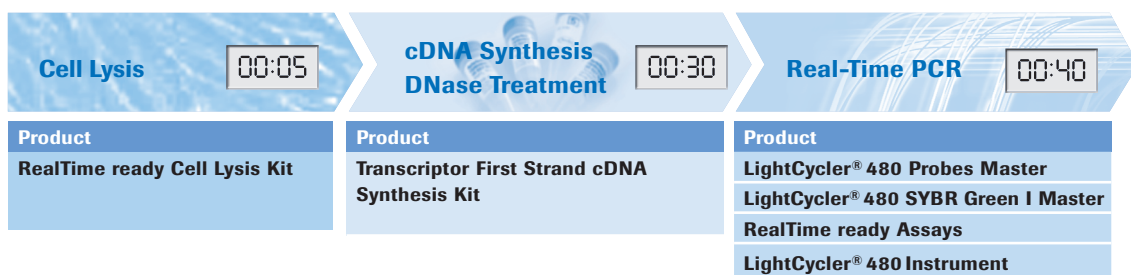 Cell Lysis
00:05
cDNA Synthesis
DNase Treatment
00:30
Real-Time PCR
00:40
Product
RealTime ready Cell Lysis Kit
Product
Transcriptor First Strand cDNA
Synthesis Kit
Product
LightCycler® 480 Probes Master
LightCycler® 480 SYBR Green I Master
RealTime ready Assays
LightCycler® 480 Instrument